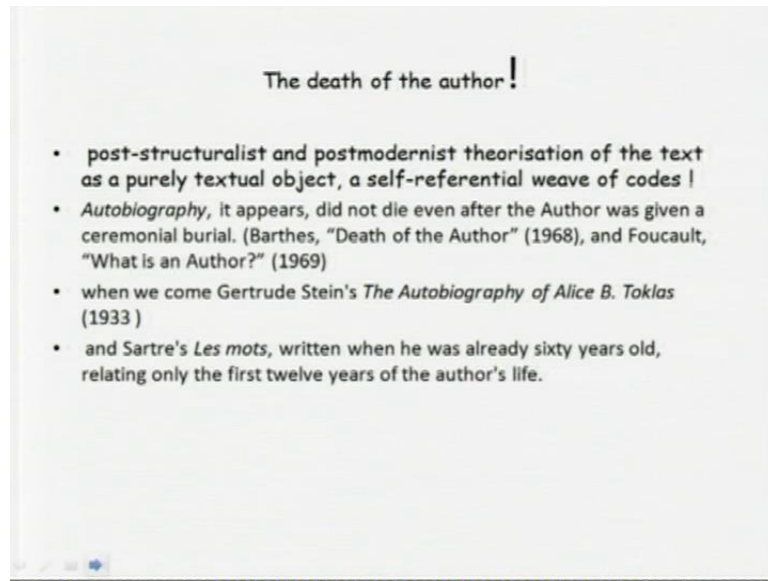 The death of the author!
• post-structuralist and postmodernist theorisation of the text
as a purely textual object, a self-referential weave of codes !
• Autobiography, it appears, did not die even after the Author was given a
ceremonial burial. (Barthes, “Death of the Author” (1968), and Foucault,
“What is an Author?” (1969)
• when we come Gertrude Stein's The Autobiography of Alice B. Toklas
(1933 )
• and Sartre's Les mots, written when he was already sixty years old,
relating only the first twelve years of the author's life.